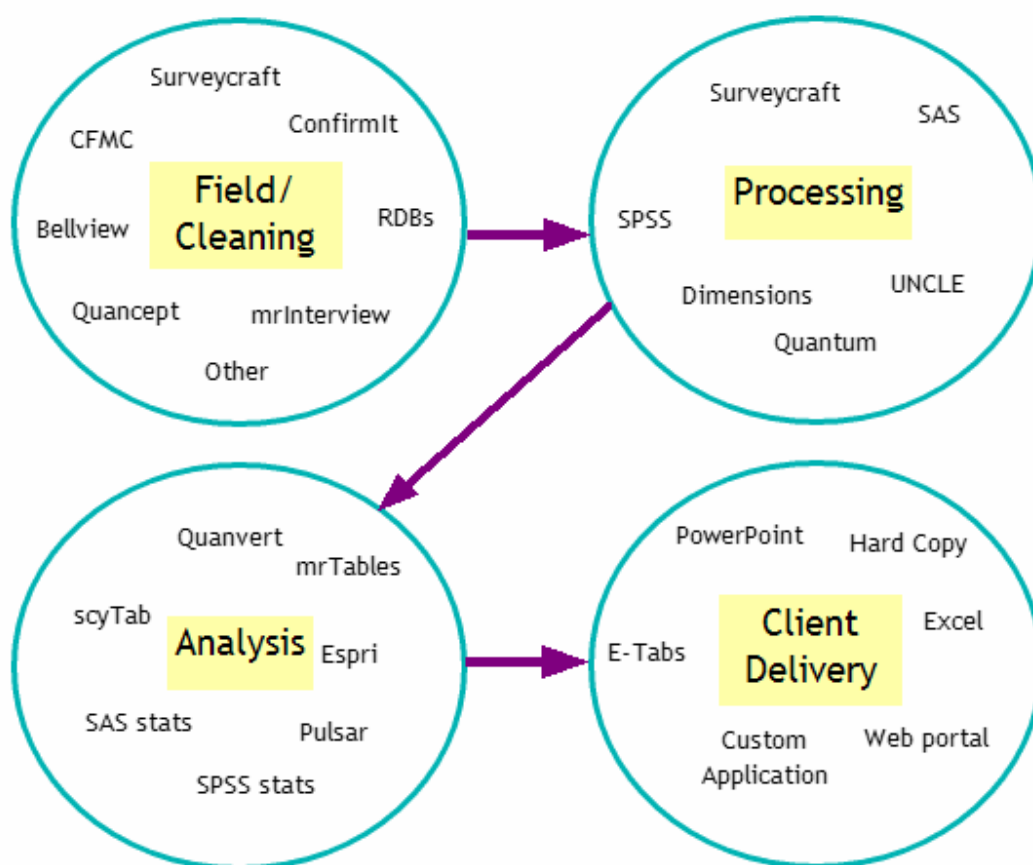 Surveycraft
ConfirmIt
CFMC
Field/
Cleaning
Bellview
RDBs
Quancept
mrInterview
Other
Surveycraft
SAS
Processing
SPSS
Dimensions
UNCLE
Quantum
Quanvert
mrTables
scyTab
Analysis
Espri
SAS stats
Pulsar
SPSS stats
PowerPoint
Hard Copy
Client
Delivery
Excel
E-Tabs
Custom
Application
Web portal